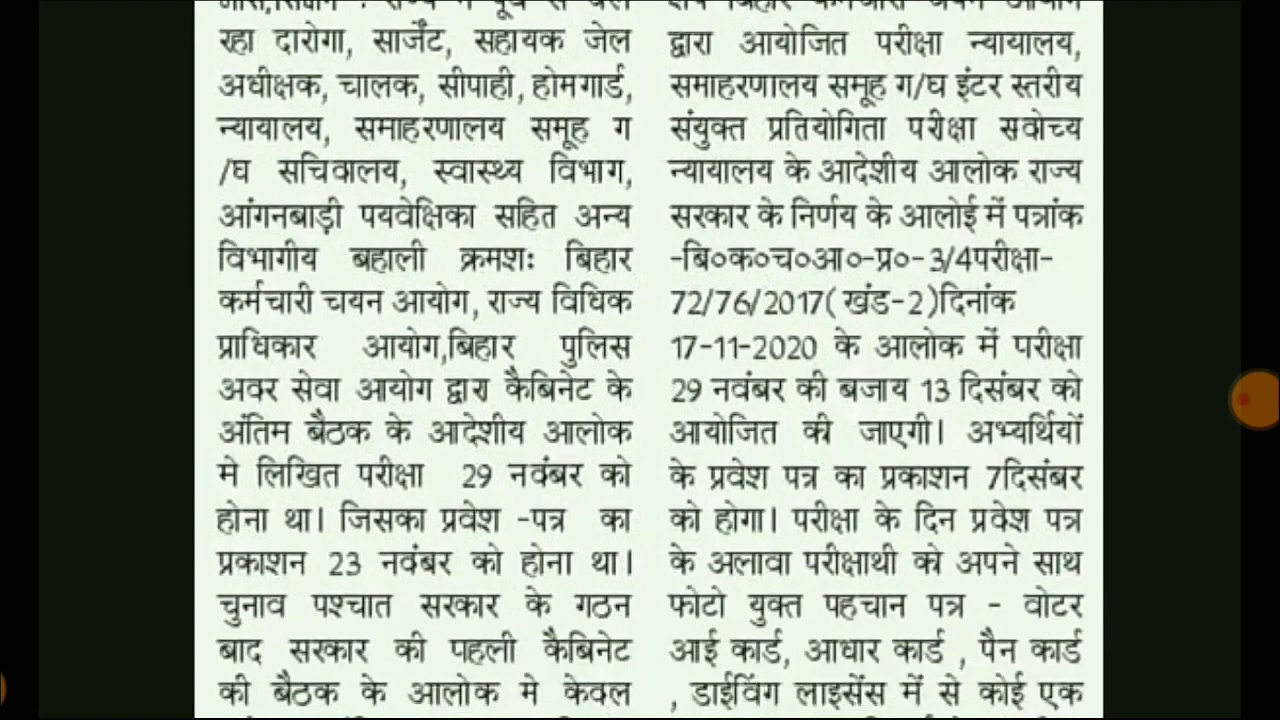 रहा दारोगा, सार्जेंट, सहायक जेल
अधीक्षक, चालक, सीपाही, होमगार्ड,
न्यायालय, समाहरणालय समूह ग
/घ सचिवालय, स्वास्थ्य विभाग,
आंगनबाड़ी पयवेक्षिका सहित अन्य
विभागीय बहाली क्रमशः बिहार
कर्मचारी चयन आयोग, राज्य विधिक
प्राधिकार आयोग,बिहार पुलिस
अवर सेवा आयोग द्वारा कैबिनेट के
अंतिम बैठक के आदेशीय आलोक
मे लिखित परीक्षा 29 नवंबर को
होना था। जिसका प्रवेश -पत्र का
प्रकाशन 23 नवंबर को होना था।
चुनाव पश्चात सरकार के गठन
बाद सरकार की पहली कैबिनेट
की बैठक के आलोक मे केवल
द्वारा आयोजित परीक्षा न्यायालय,
समाहरणालय समूह ग/घ इंटर स्तरीय
संयुक्त प्रतियोगिता परीक्षा सवोच्य
न्यायालय के आदेशीय आलोक राज्य
सरकार के निर्णय के आलोई में पत्रांक
-बि०क०च०आ०-प्र०-3/4परीक्षा-
72/76/2017(खंड-2)दिनांक
17-11-2020 के आलोक में परीक्षा
29 नवंबर की बजाय 13 दिसंबर को
आयोजित की जाएगी। अभ्यर्थियों
के प्रवेश पत्र का प्रकाशन 7दिसंबर
को होगा। परीक्षा के दिन प्रवेश पत्र
के अलावा परीक्षाथी को अपने साथ
फोटो युक्त पहचान पत्र - वोटर
आई कार्ड, आधार कार्ड , पैन कार्ड
, डाईविंग लाइसेंस में से कोई एक